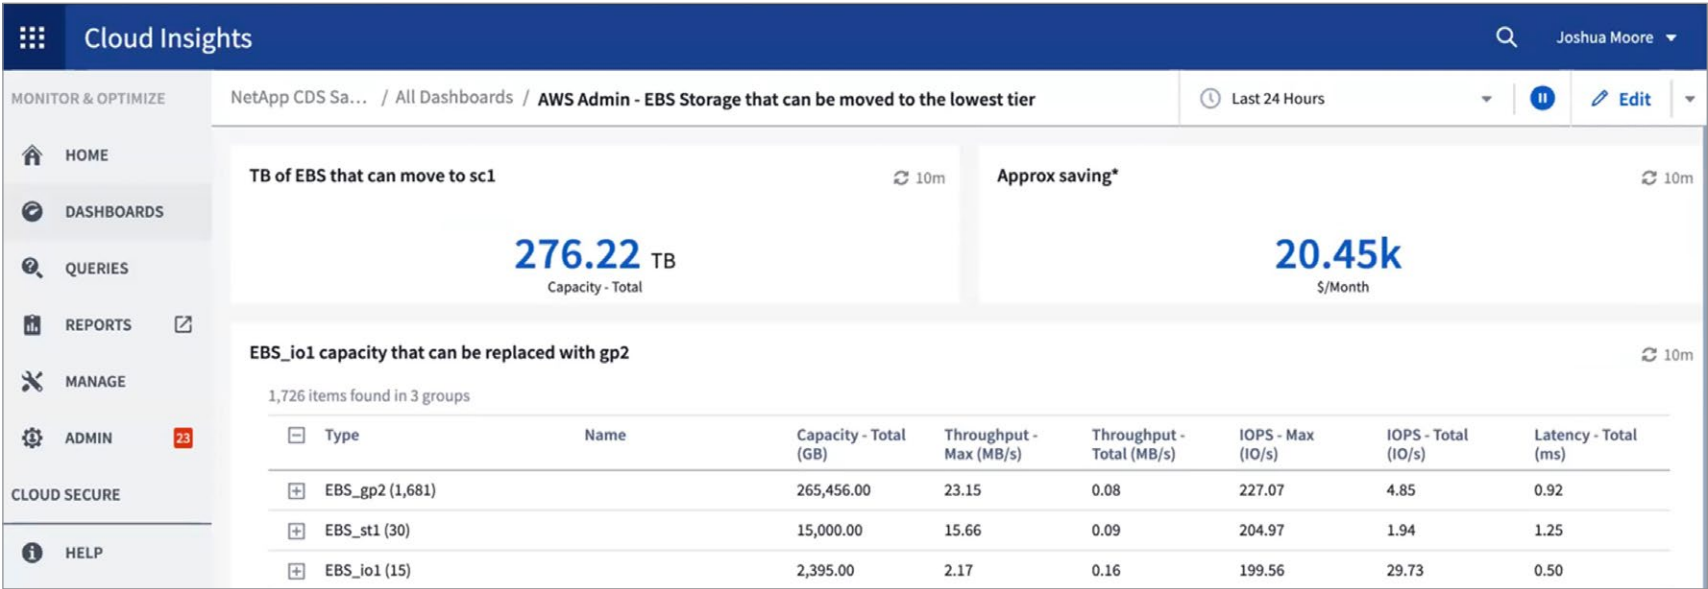 Cloud Insights
Joshua Moore
MONITOR & OPTIMIZE
NetApp CDS Sa... / All Dashboards / AWS Admin - EBS Storage that can be moved to the lowest tier
Last 24 Hours
Edit
HOME
DASHBOARDS
QUERIES
REPORTS
MANAGE
ADMIN 23
CLOUD SECURE
HELP
TB of EBS that can move to sc1
10m
276.22 TB
Capacity - Total
Approx saving*
10m
20.45k
$/Month
EBS_io1 capacity that can be replaced with gp2
10m
1,726 items found in 3 groups
Type Name Capacity - Total (GB) Throughput - Max (MB/s) Throughput - Total (MB/s) IOPS - Max (IO/s) IOPS - Total (IO/s) Latency - Total (ms)
EBS_gp2 (1,681) 265,456.00 23.15 0.08 227.07 4.85 0.92
EBS_st1 (30) 15,000.00 15.66 0.09 204.97 1.94 1.25
EBS_io1 (15) 2,395.00 2.17 0.16 199.56 29.73 0.50